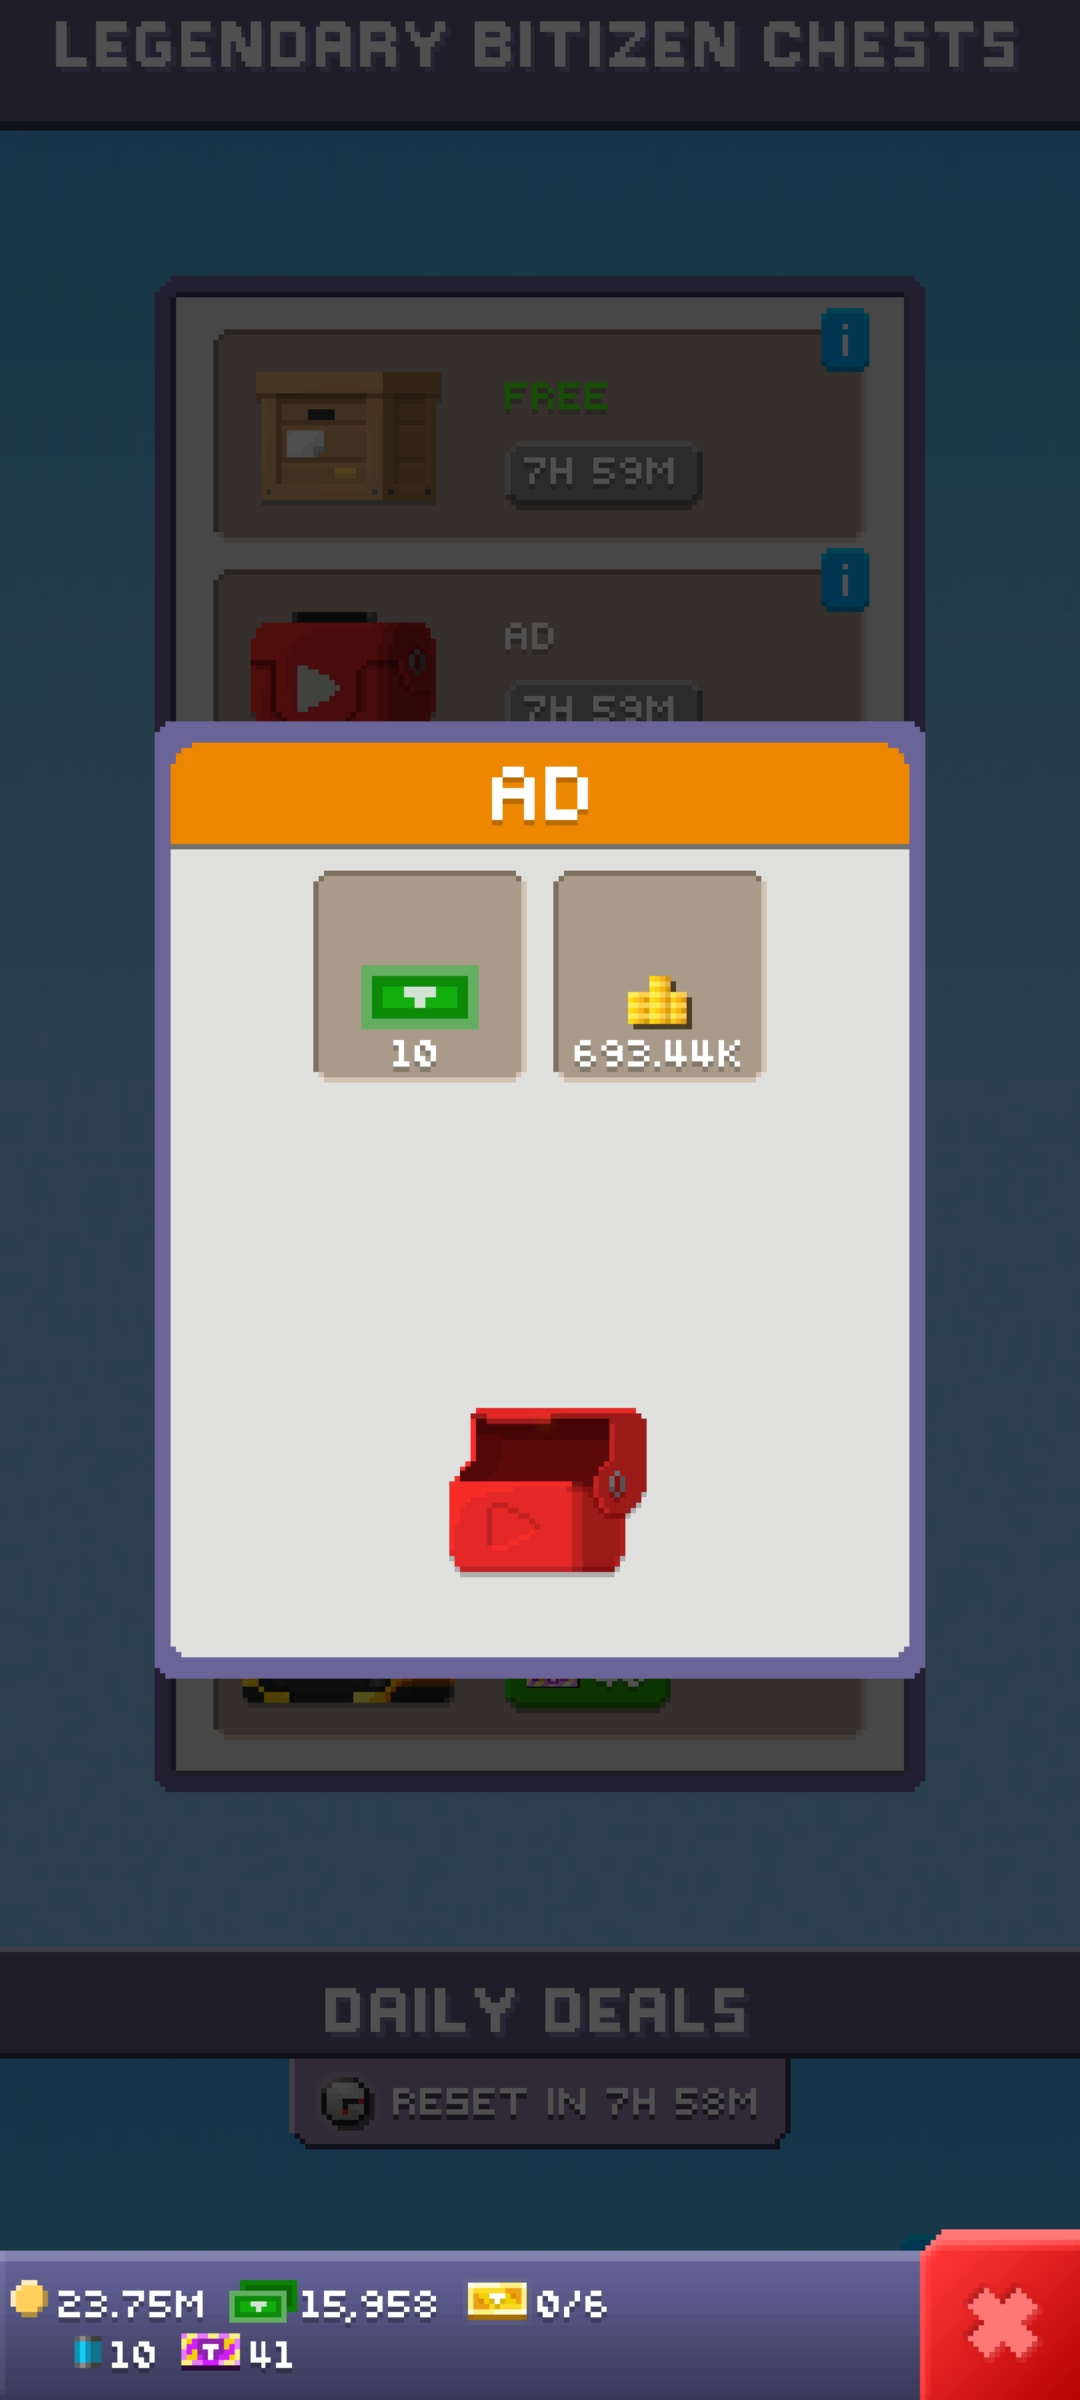 LEGENDARY BITIZEN CHESTS
i
FREE
7H 59M
i
AD
7H 59M
AD
10
693.44K
DAILY DEALS
RESET IN 7H 58M
23.75M 15,958 0/6
10 41